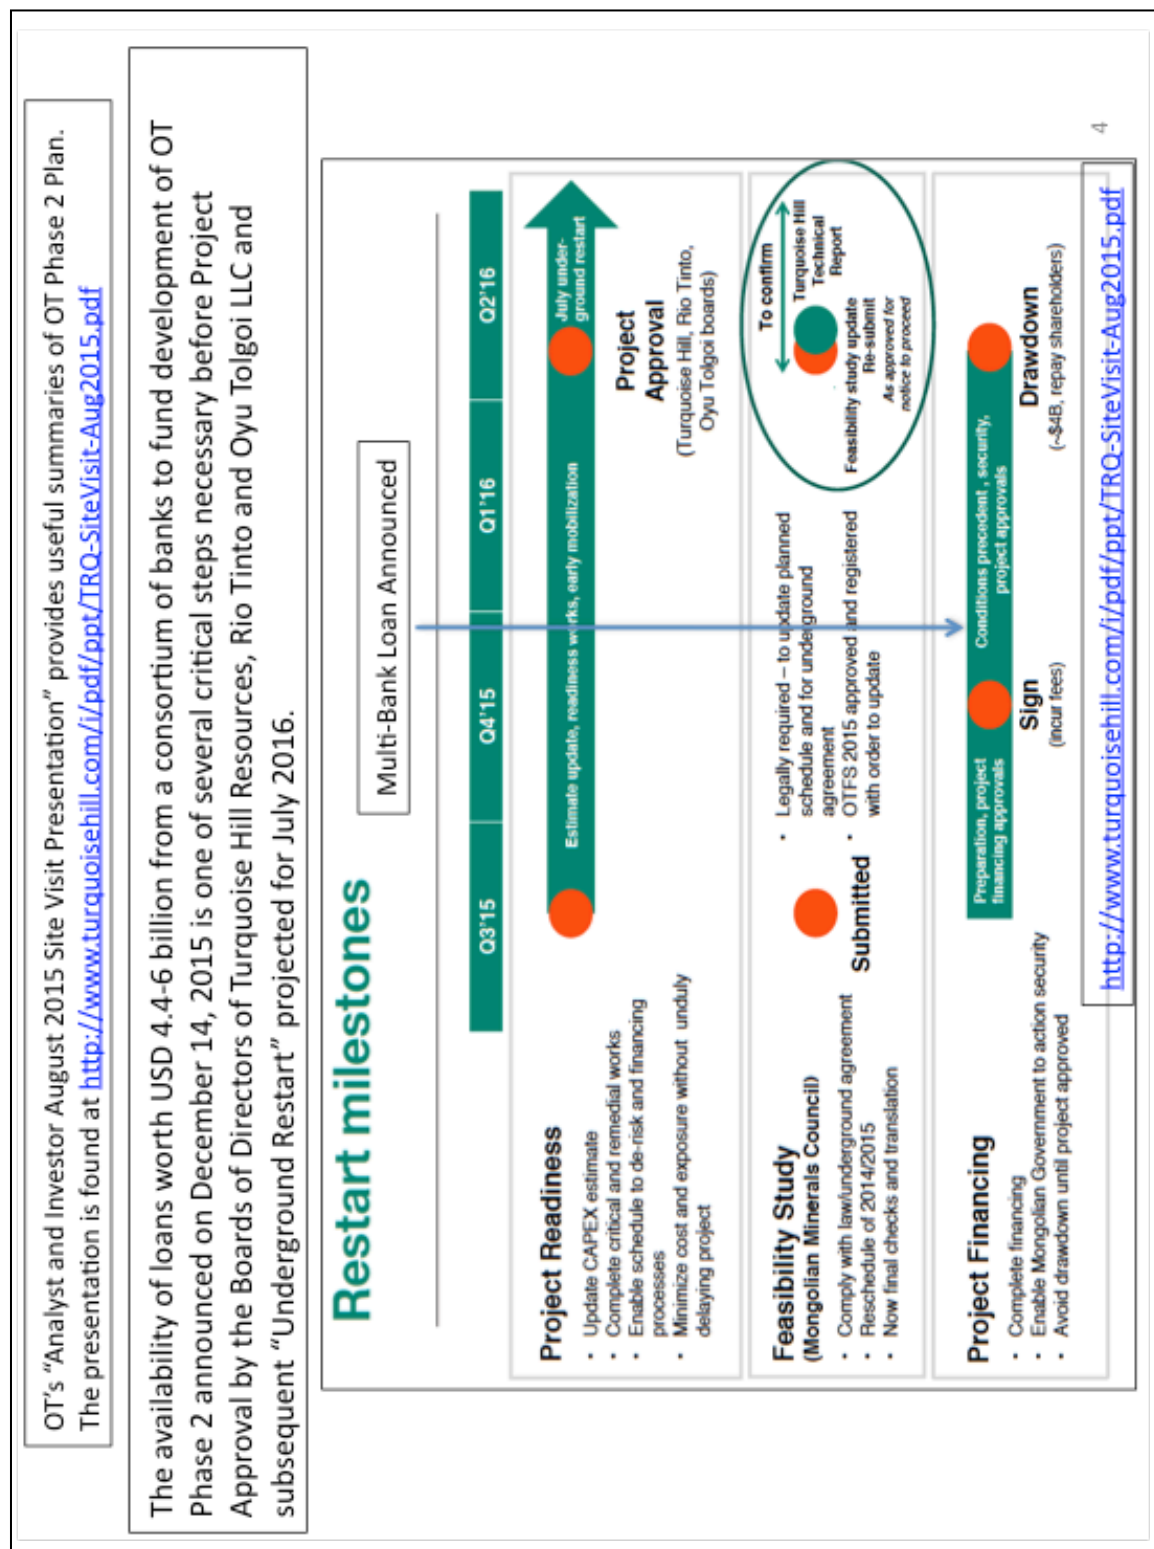 OT's “Analyst and Investor August 2015 Site Visit Presentation” provides useful summaries of OT Phase 2 Plan.
The presentation is found at http://www.turquoisehill.com/i/pdf/ppt/TRQ-SiteVisit-Aug2015.pdf
The availability of loans worth USD 4.4-6 billion from a consortium of banks to fund development of OT
Phase 2 announced on December 14, 2015 is one of several critical steps necessary before Project
Approval by the Boards of Directors of Turquoise Hill Resources, Rio Tinto and Oyu Tolgoi LLC and
subsequent “Underground Restart” projected for July 2016.
Restart milestones
Multi-Bank Loan Announced
Q3'15
Q4'15
Q1'16
Q2'16
Project Readiness
• Update CAPEX estimate
• Complete critical and remedial works
• Enable schedule to de-risk and financing
processes
• Minimize cost and exposure without unduly
delaying project
Estimate update, readiness works, early mobilization
July under-
ground restart
Project
Approval
(Turquoise Hill, Rio Tinto,
Oyu Tolgoi boards)
Feasibility Study
(Mongolian Minerals Council)
• Comply with law/underground agreement
• Reschedule of 2014/2015
• Now final checks and translation
Submitted
• Legally required – to update planned
schedule and for underground
agreement
• OTFS 2015 approved and registered
with order to update
To confirm
Feasibility study update
Re-submit
As approved for
notice to proceed
Turquoise Hill
Technical
Report
Project Financing
• Complete financing
• Enable Mongolian Government to action security
• Avoid drawdown until project approved
Preparation, project
financing approvals
Sign
(incur fees)
Conditions precedent , security,
project approvals
Drawdown
(~$4B, repay shareholders)
http://www.turquoisehill.com/i/pdf/ppt/TRQ-SiteVisit-Aug2015.pdf
4